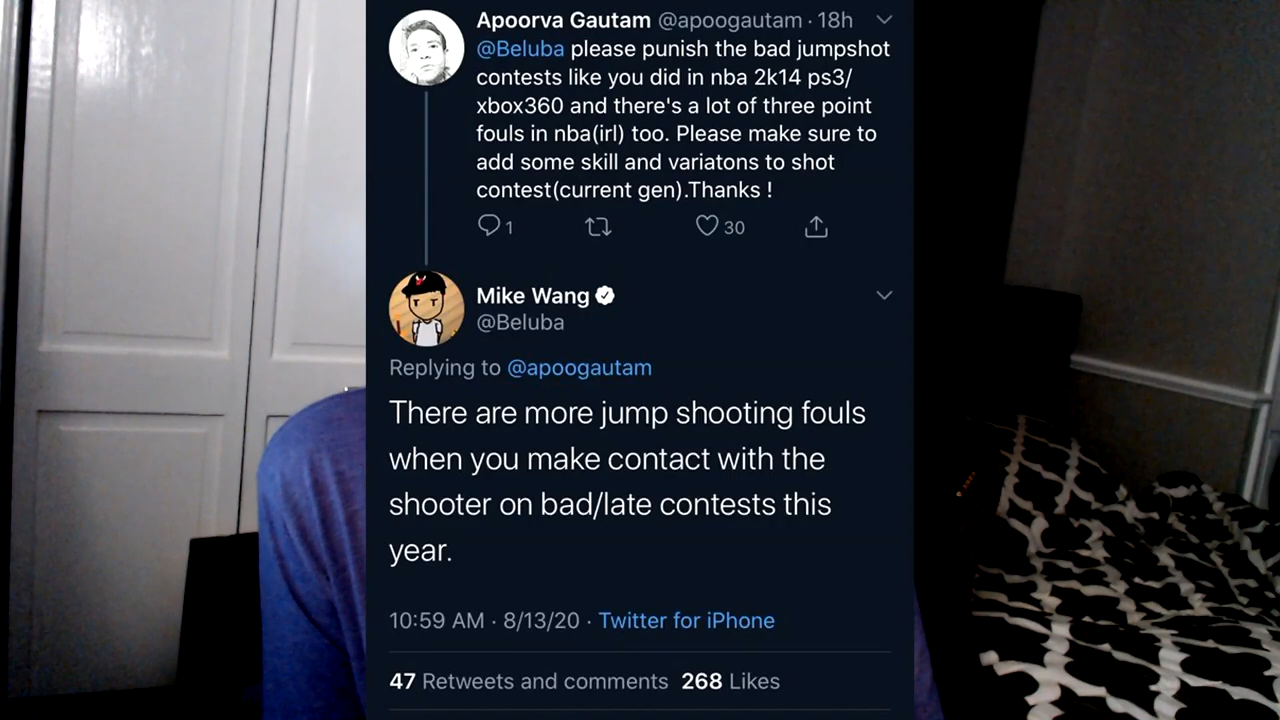 Apoorva Gautam @apoogautam · 18h
@Beluba please punish the bad jumpshot
contests like you did in nba 2k14 ps3/
xbox360 and there's a lot of three point
fouls in nba(irl) too. Please make sure to
add some skill and variatons to shot
contest(current gen).Thanks !
1 30
Mike Wang
@Beluba
Replying to @apoogautam
There are more jump shooting fouls
when you make contact with the
shooter on bad/late contests this
year.
10:59 AM · 8/13/20 · Twitter for iPhone
47 Retweets and comments 268 Likes